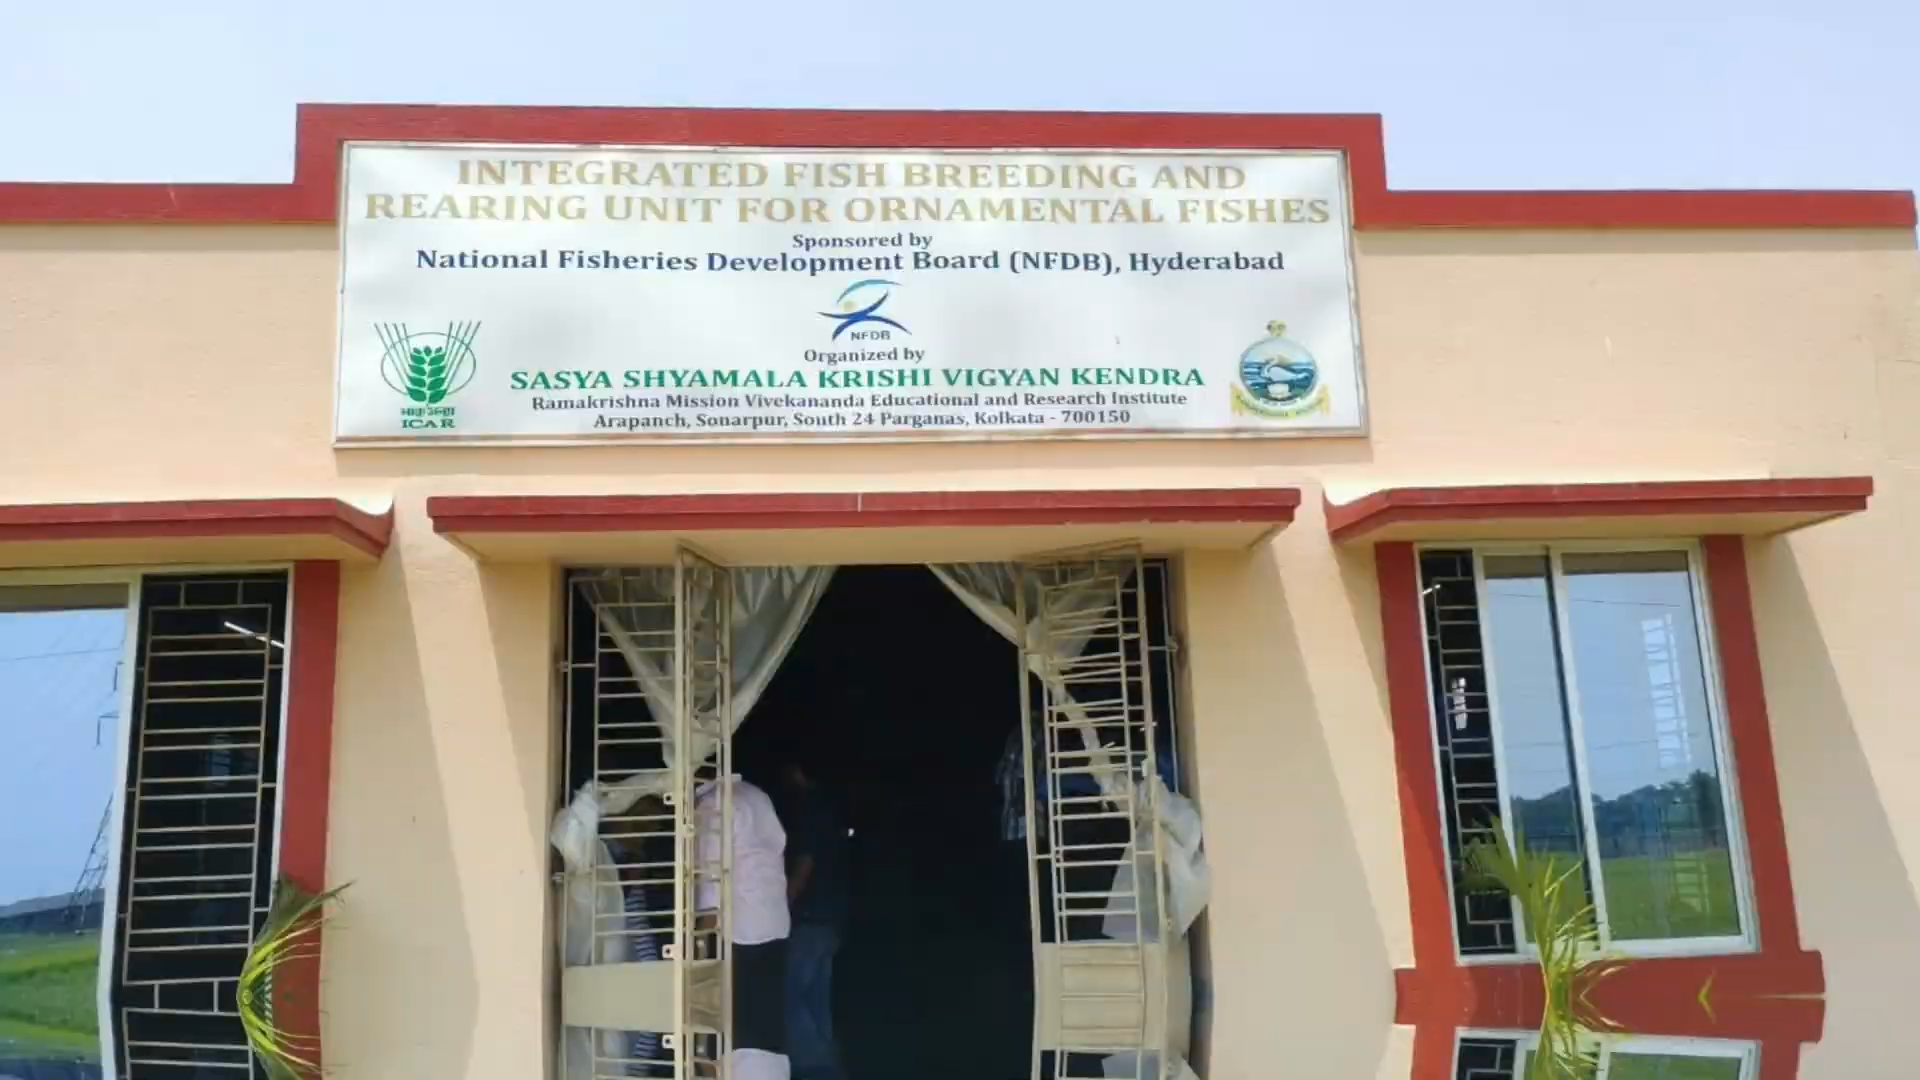 INTEGRATED FISH BREEDING AND
REARING UNIT FOR ORNAMENTAL FISHES
Sponsored by
National Fisheries Development Board (NFDB), Hyderabad
NFDB
Organized by
SASYA SHYAMALA KRISHI VIGYAN KENDRA
Ramakrishna Mission Vivekananda Educational and Research Institute
Arapanch, Sonarpur, South 24 Parganas, Kolkata - 700150
ICAR